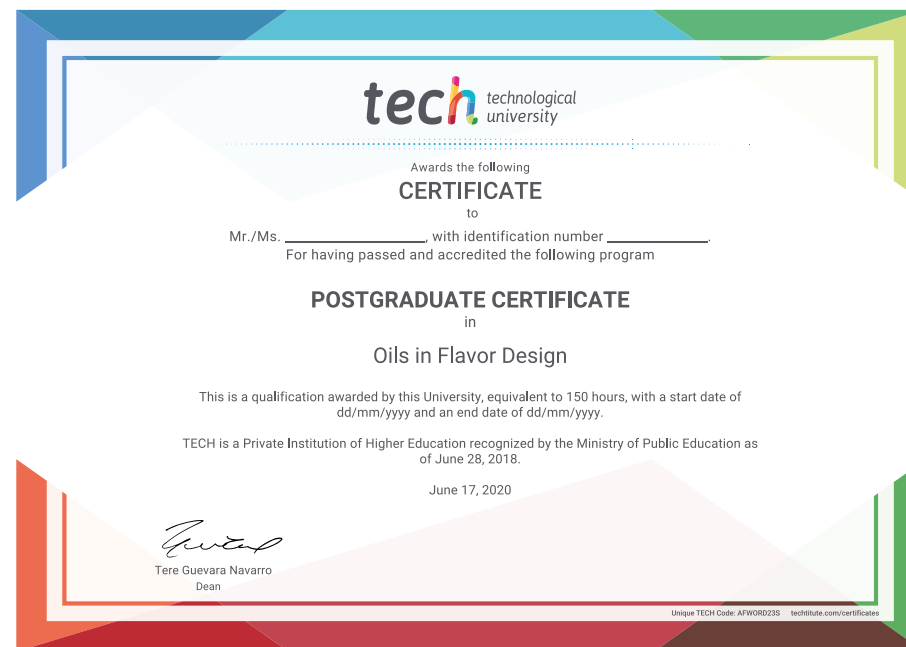 tech technological
university
Awards the following
CERTIFICATE
to
Mr./Ms. ____________________, with identification number ______________.
For having passed and accredited the following program
POSTGRADUATE CERTIFICATE
in
Oils in Flavor Design
This is a qualification awarded by this University, equivalent to 150 hours, with a start date of
dd/mm/yyyy and an end date of dd/mm/yyyy.
TECH is a Private Institution of Higher Education recognized by the Ministry of Public Education as
of June 28, 2018.
June 17, 2020
Tere Guevara Navarro
Dean
Unique TECH Code: AFWORD23S techtitute.com/certificates